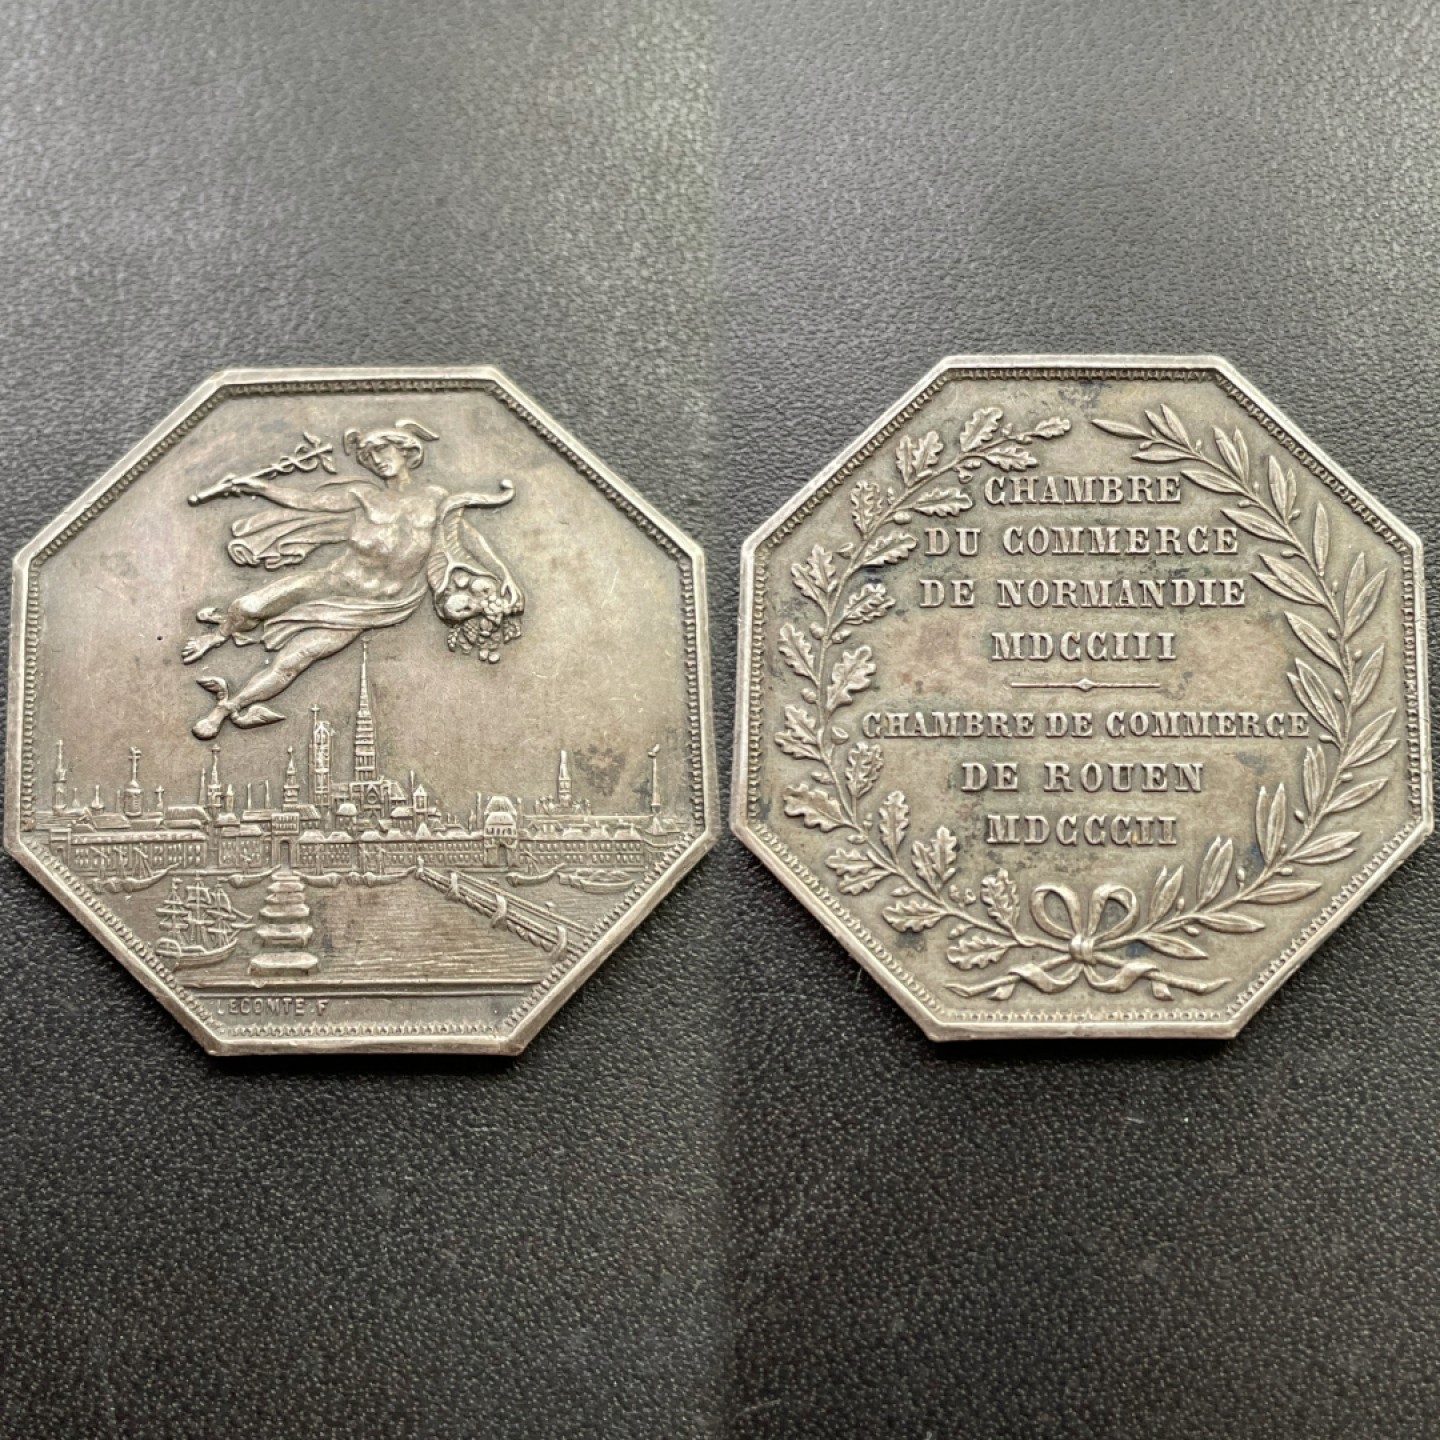 LECOMTE. F
CHAMBRE
DU COMMERCE
DE NORMANDIE
MDCCIII
CHAMBRE DE COMMERCE
DE ROUEN
MDCCCII